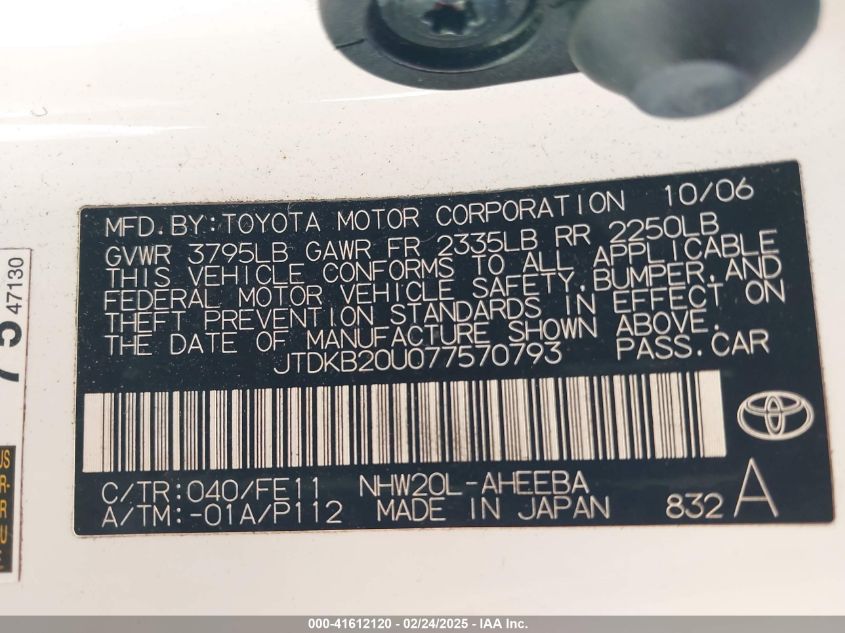 MFD.BY:TOYOTA MOTOR CORPORATION 10/06
GVWR 3795LB GAWR FR 2335LB RR 2250LB
THIS VEHICLE CONFORMS TO ALL APPLICABLE
FEDERAL MOTOR VEHICLE SAFETY,BUMPER,AND
THEFT PREVENTION STANDARDS IN EFFECT ON
THE DATE OF MANUFACTURE SHOWN ABOVE.
JTDKB20U077570793 PASS.CAR
C/TR:040/FE11 NHW20L-AHEEBA
A/TM:-01A/P112 MADE IN JAPAN 832 A
47130
000-41612120 - 02/24/2025 - IAA Inc.